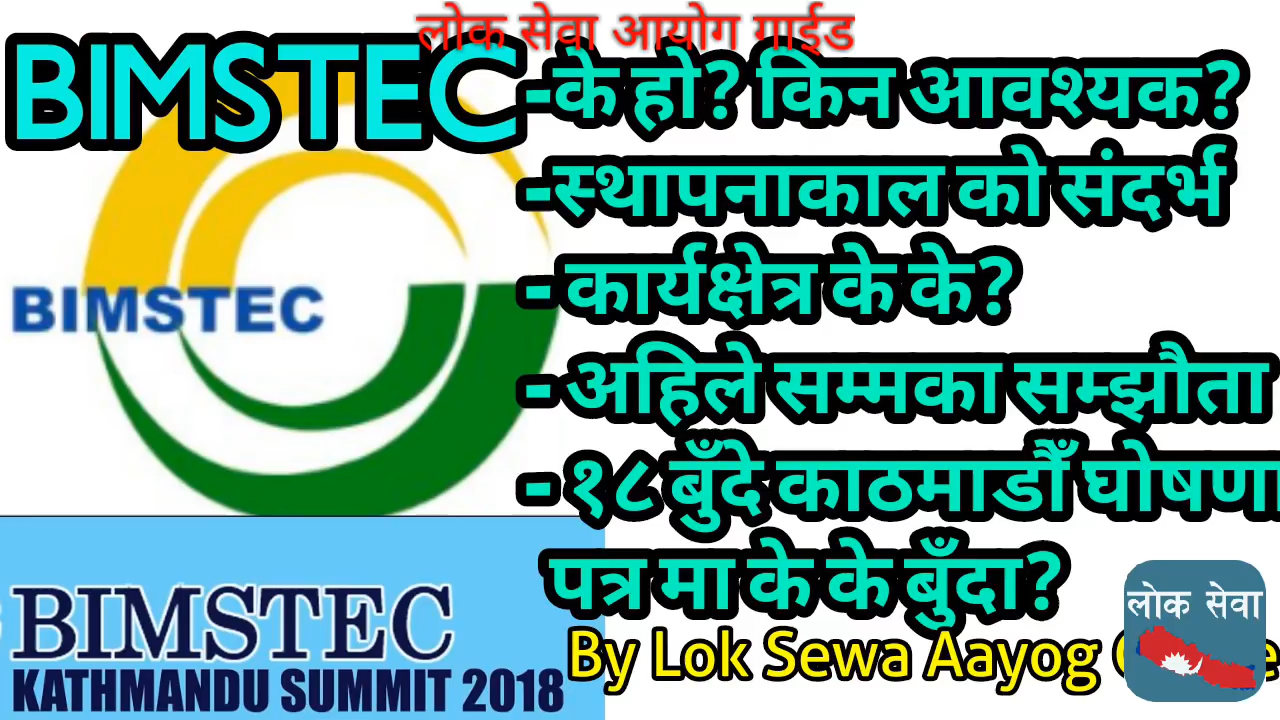 लोक सेवा आयोग गाईड
BIMSTEC
-के हो? किन आवश्यक?
-स्थापनाकाल को संदर्भ
- कार्यक्षेत्र के के?
- अहिले सम्मका सम्झौता
- १८ बुँदे काठमाडौँ घोषणा
पत्र मा के के बुँदा?
BIMSTEC
BIMSTEC
KATHMANDU SUMMIT 2018
By Lok Sewa Aayog
लोक सेवा